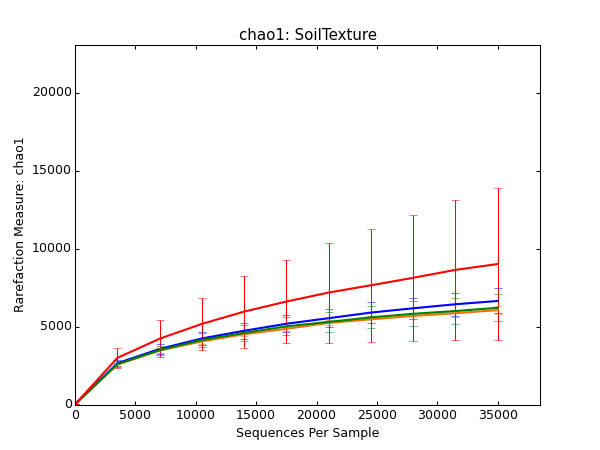 chao1: SoilTexture
20000
15000
10000
5000
0
Rarefaction Measure: chao1
0 5000 10000 15000 20000 25000 30000 35000
Sequences Per Sample